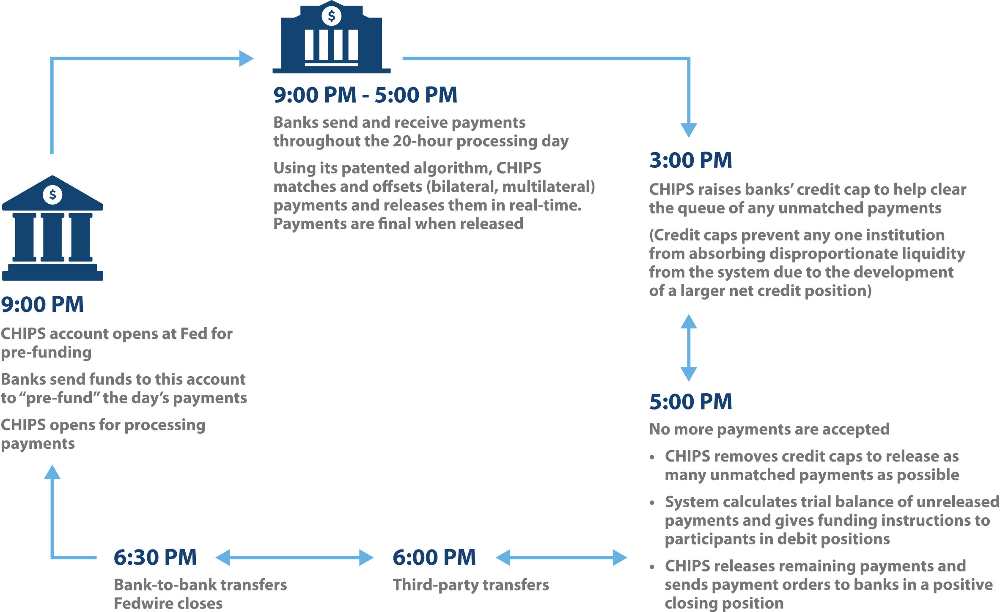 $
9:00 PM - 5:00 PM
Banks send and receive payments
throughout the 20-hour processing day
Using its patented algorithm, CHIPS
matches and offsets (bilateral, multilateral)
payments and releases them in real-time.
Payments are final when released
3:00 PM
CHIPS raises banks’ credit cap to help clear
the queue of any unmatched payments
(Credit caps prevent any one institution
from absorbing disproportionate liquidity
from the system due to the development
of a larger net credit position)
$
9:00 PM
CHIPS account opens at Fed for
pre-funding
Banks send funds to this account
to “pre-fund” the day’s payments
CHIPS opens for processing
payments
5:00 PM
No more payments are accepted
• CHIPS removes credit caps to release as
many unmatched payments as possible
• System calculates trial balance of unreleased
payments and gives funding instructions to
participants in debit positions
• CHIPS releases remaining payments and
sends payment orders to banks in a positive
closing position
6:00 PM
Third-party transfers
6:30 PM
Bank-to-bank transfers
Fedwire closes